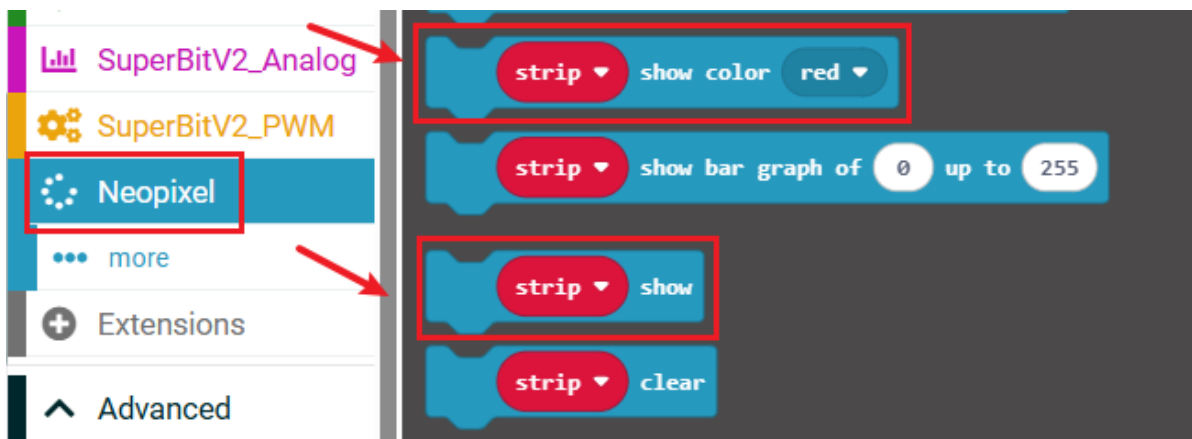 SuperBitV2_Analog
SuperBitV2_PWM
Neopixel
more
Extensions
Advanced
strip show color red
strip show bar graph of 0 up to 255
strip show
strip clear